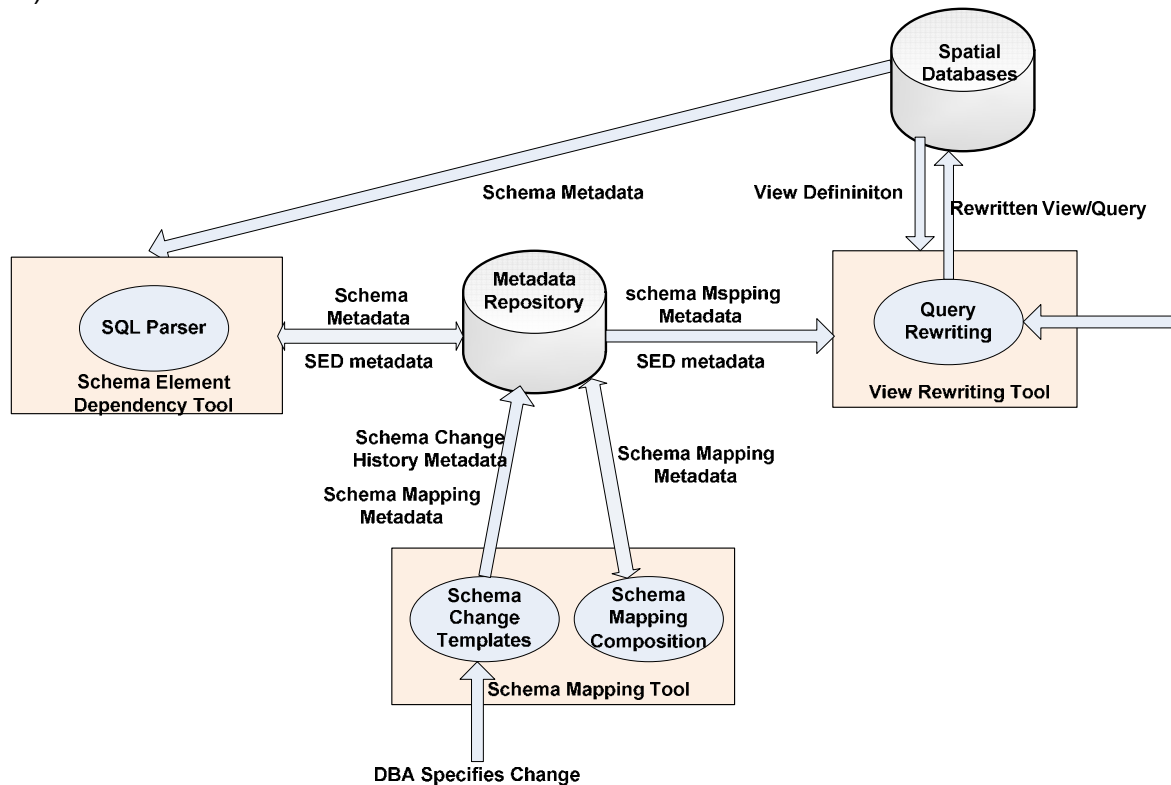 Spatial
Databases
Schema Metadata
View Defininiton
Rewritten View/Query
Metadata
Repository
Schema
Metadata
SED metadata
schema Mspping
Metadata
SED metadata
SQL Parser
Schema Element
Dependency Tool
Query
Rewriting
View Rewriting Tool
Schema Change
History Metadata
Schema Mapping
Metadata
Schema Mapping
Metadata
Schema
Change
Templates
Schema
Mapping
Composition
Schema Mapping Tool
DBA Specifies Change